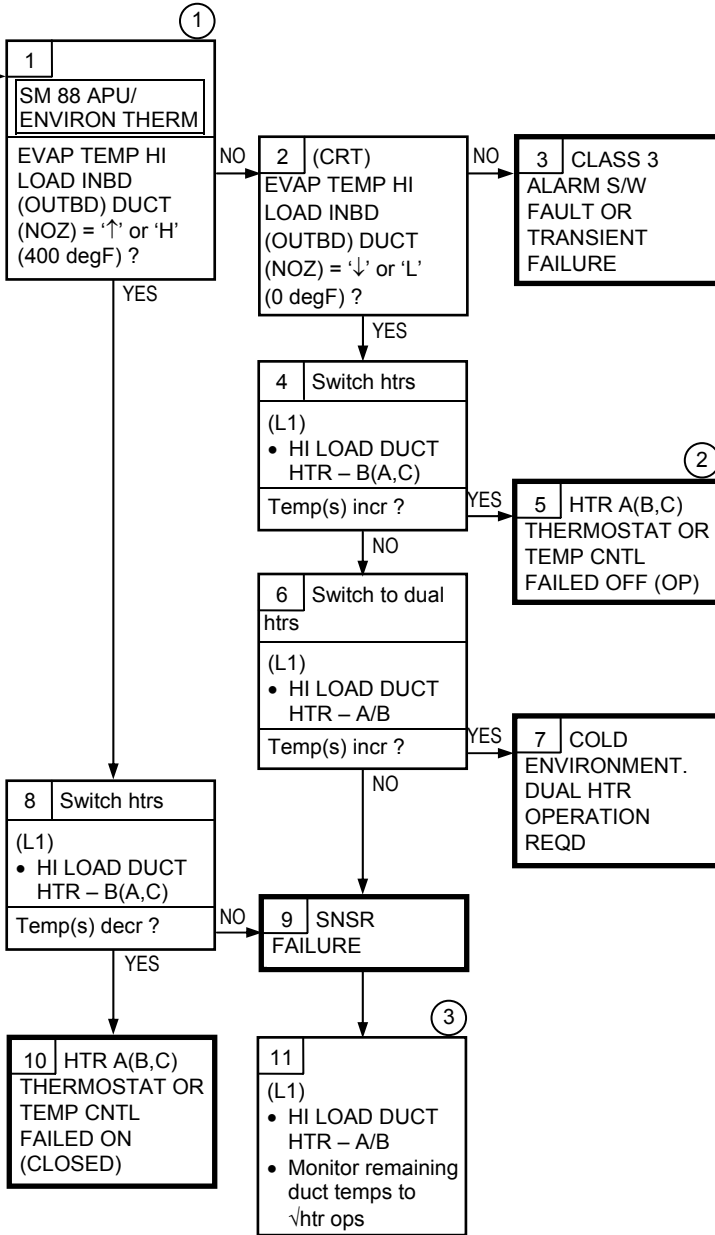 1
1
SM 88 APU/
ENVIRON THERM
EVAP TEMP HI
LOAD INBD
(OUTBD) DUCT
(NOZ) = ‘↑’ or ‘H’
(400 degF) ?
NO
YES
2 (CRT)
EVAP TEMP HI
LOAD INBD
(OUTBD) DUCT
(NOZ) = ‘↓’ or ‘L’
(0 degF) ?
NO
YES
3 CLASS 3
ALARM S/W
FAULT OR
TRANSIENT
FAILURE
4 Switch htrs
(L1)
• HI LOAD DUCT
HTR – B(A,C)
Temp(s) incr ?
YES
NO
2
5 HTR A(B,C)
THERMOSTAT OR
TEMP CNTL
FAILED OFF (OP)
6 Switch to dual
htrs
(L1)
• HI LOAD DUCT
HTR – A/B
Temp(s) incr ?
YES
NO
7 COLD
ENVIRONMENT.
DUAL HTR
OPERATION
REQD
8 Switch htrs
(L1)
• HI LOAD DUCT
HTR – B(A,C)
Temp(s) decr ?
NO
YES
9 SNSR
FAILURE
10 HTR A(B,C)
THERMOSTAT OR
TEMP CNTL
FAILED ON
(CLOSED)
3
11
(L1)
• HI LOAD DUCT
HTR – A/B
• Monitor remaining
duct temps to
√htr ops